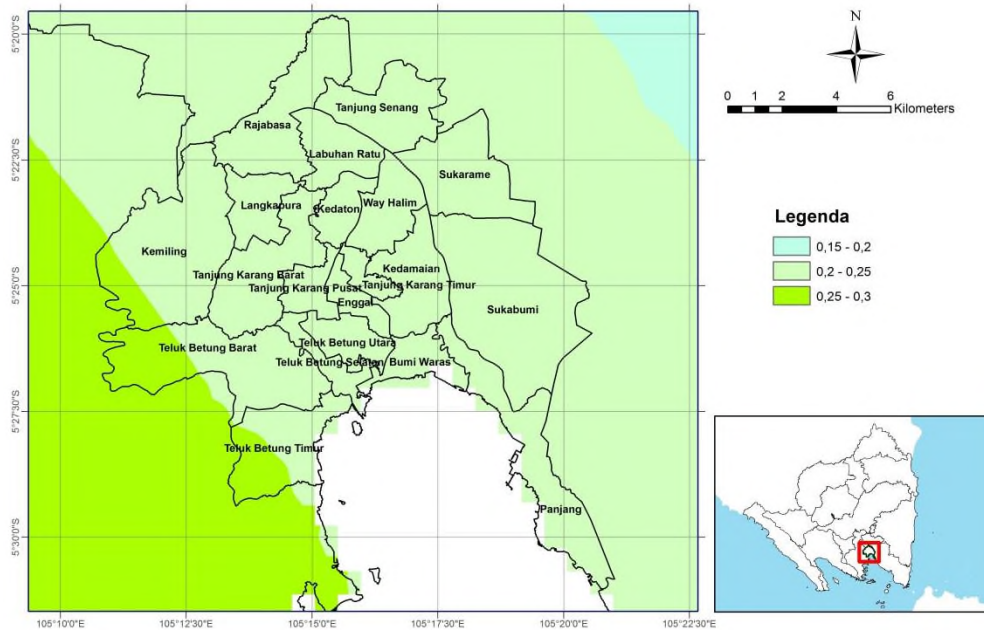 5°20'0"S
5°22'30"S
5°25'0"S
5°27'30"S
5°30'0"S
Tanjung Senang
Rajabasa
Labuhan Ratu
Sukarame
Langkapura
Kedaton
Way Halim
Kemiling
Kedamaian
Tanjung Karang Barat
Tanjung Karang Pusat
Tanjung Karang Timur
Enggal
Sukabumi
Teluk Betung Utara
Teluk Betung Barat
Teluk Betung Selatan
Bumi Waras
Teluk Betung Timur
Panjang
105°10'0"E
105°12'30"E
105°15'0"E
105°17'30"E
105°20'0"E
105°22'30"E
N
0 1 2 4 6
Kilometers
Legenda
0,15 - 0,2
0,2 - 0,25
0,25 - 0,3